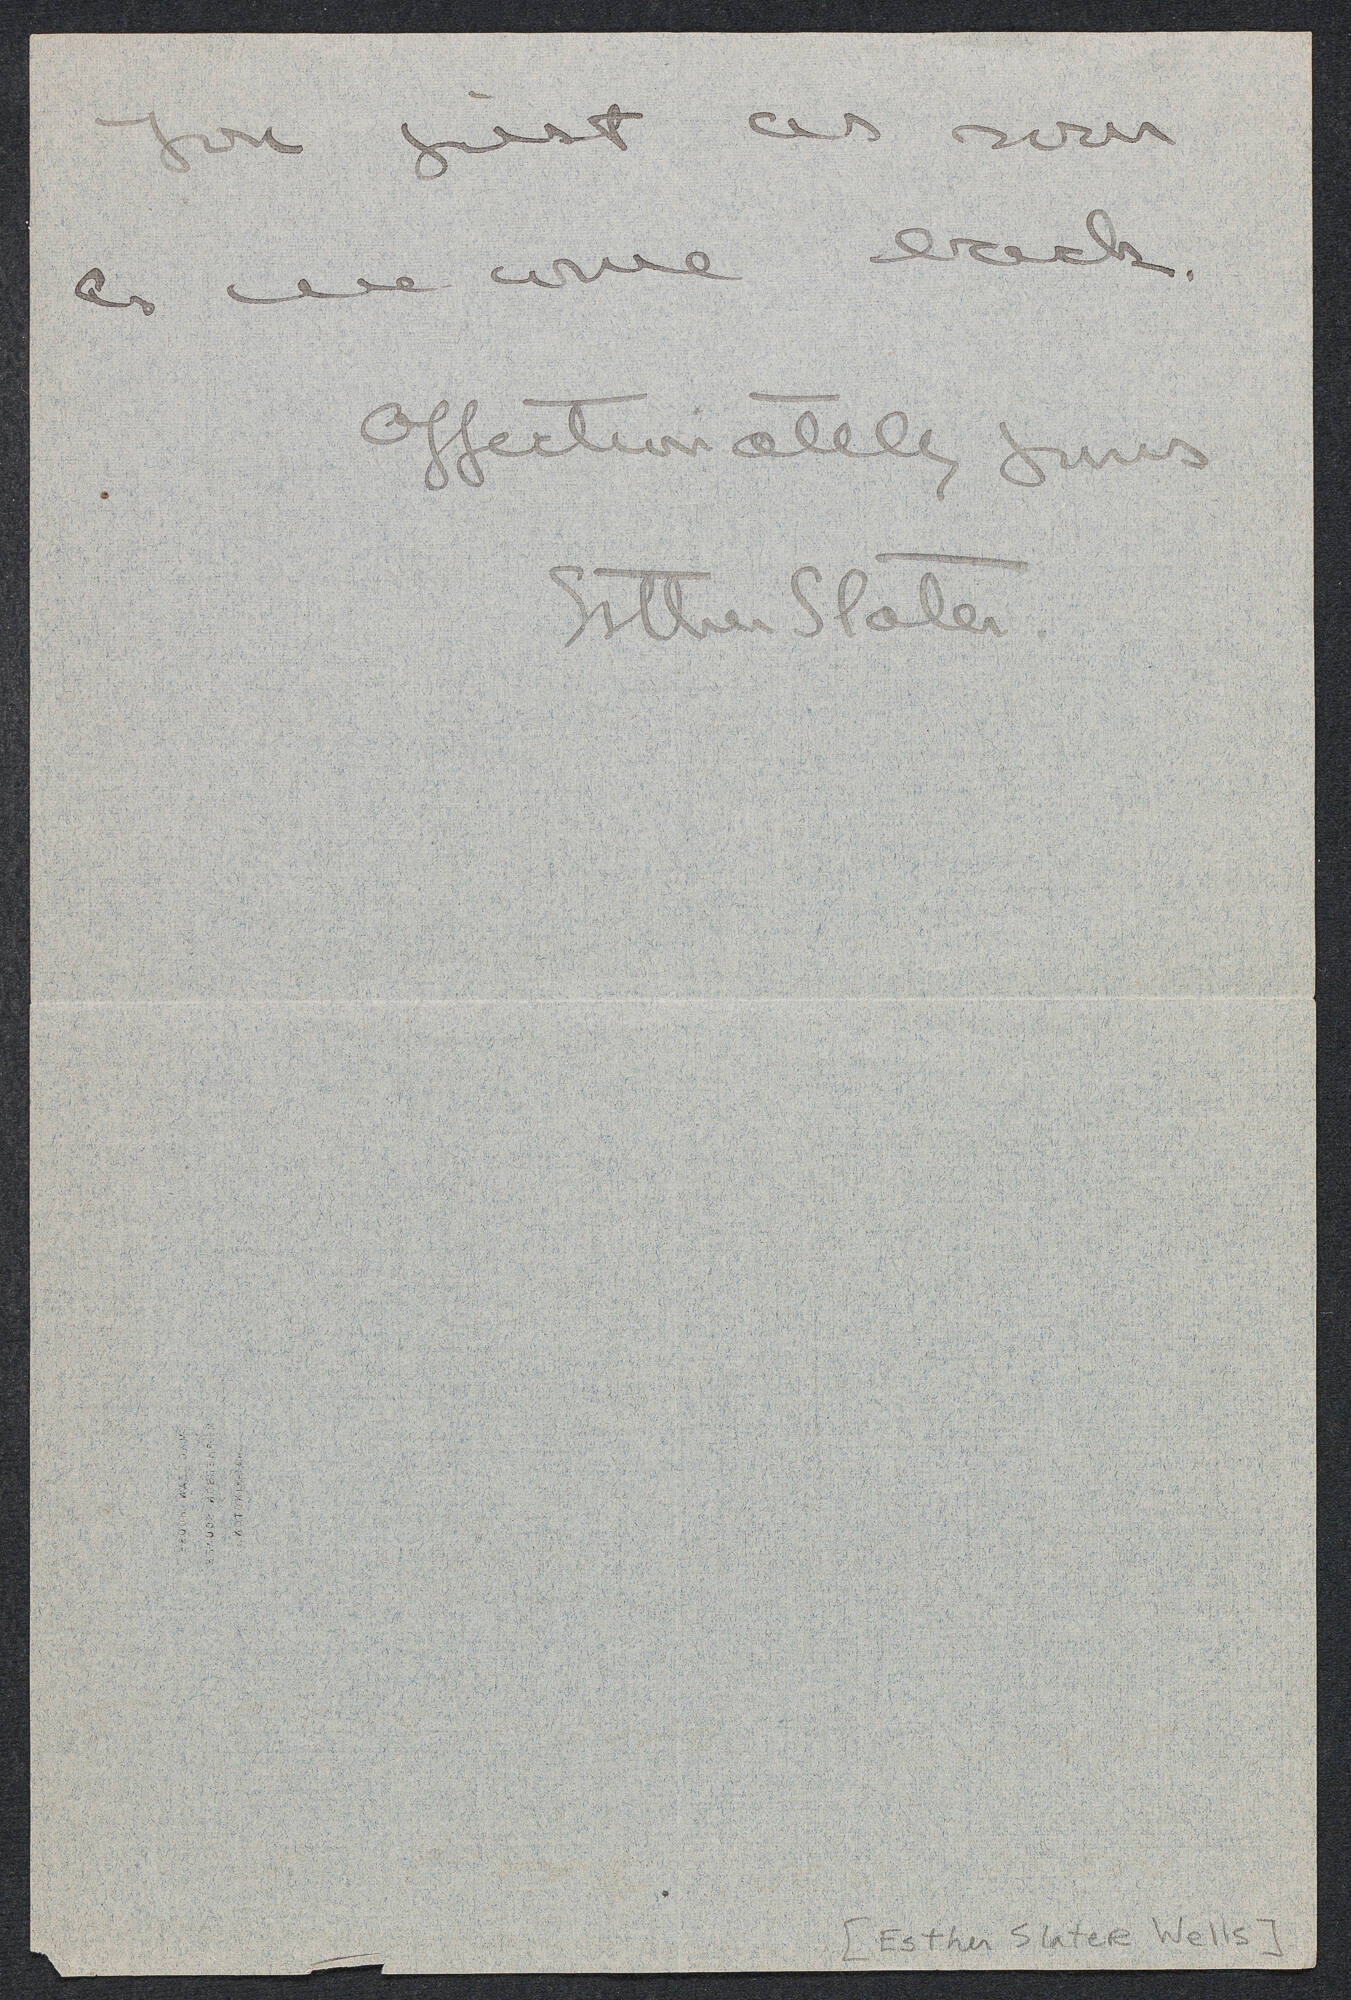 you just as soon
as we come back.
Affectionately yours
Esther Slater.
[Esther Slater Wells]